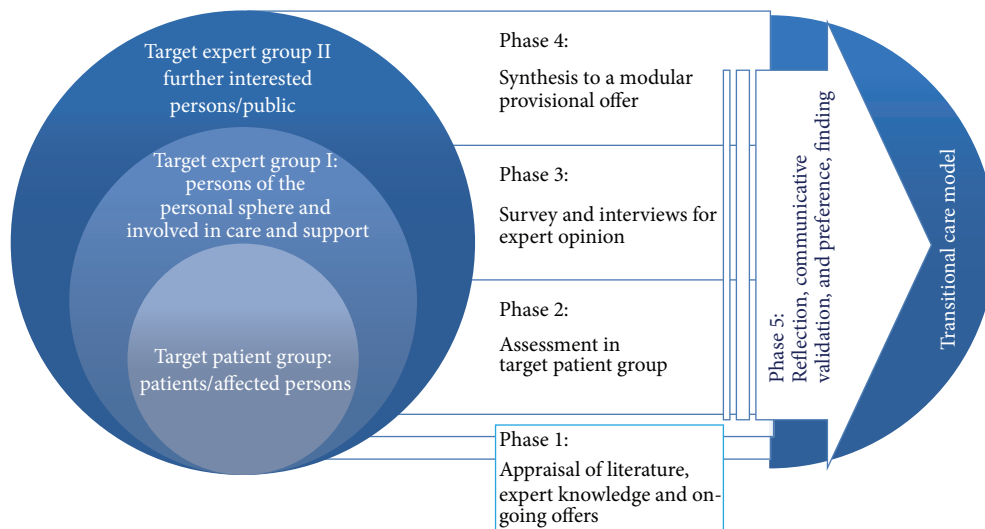 Target expert group II
further interested
persons/public
Target expert group I:
persons of the
personal sphere and
involved in care and support
Target patient group:
patients/affected persons
Phase 4:
Synthesis to a modular
provisional offer
Phase 3:
Survey and interviews for
expert opinion
Phase 2:
Assessment in
target patient group
Phase 1:
Appraisal of literature,
expert knowledge and on-
going offers
Phase 5:
Reflection, communicative
validation, and preference, finding
Transitional care model